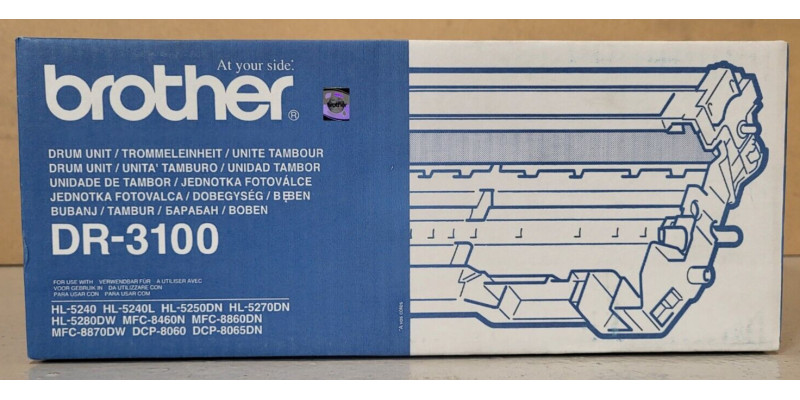 At your side.
brother®
DRUM UNIT / TROMMELEINHEIT / UNITE TAMBOUR
DRUM UNIT / UNITA' TAMBURO / UNIDAD TAMBOR
UNIDADE DE TAMBOR / JEDNOTKA FOTOVÁLCE
JEDNOTKA FOTOVALCA / DOBEGYSÉG / BĘBEN
BUBANJ / TAMBUR / БАРАБАН / BOBEN
DR-3100
FOR USE WITH VERWENDBAR FÜR A UTILISER AVEC
VOOR GEBRUIK IN DA UTILIZZARE CON
PARA USAR CON PARA USAR COM
HL-5240 HL-5240L HL-5250DN HL-5270DN
HL-5280DW MFC-8460N MFC-8860DN
MFC-8870DW DCP-8060 DCP-8065DN